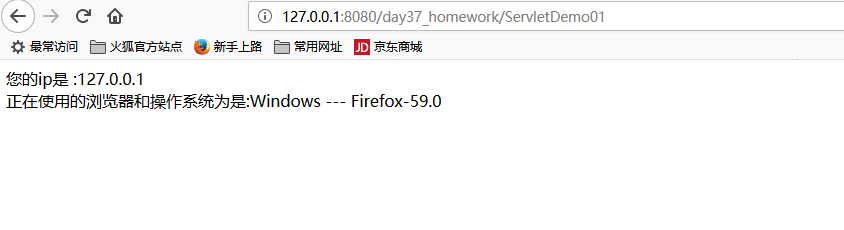 127.0.0.1:8080/day37_homework/ServletDemo01
最常访问 火狐官方站点 新手上路 常用网址 JD 京东商城
您的ip是 :127.0.0.1
正在使用的浏览器和操作系统为是:Windows --- Firefox-59.0